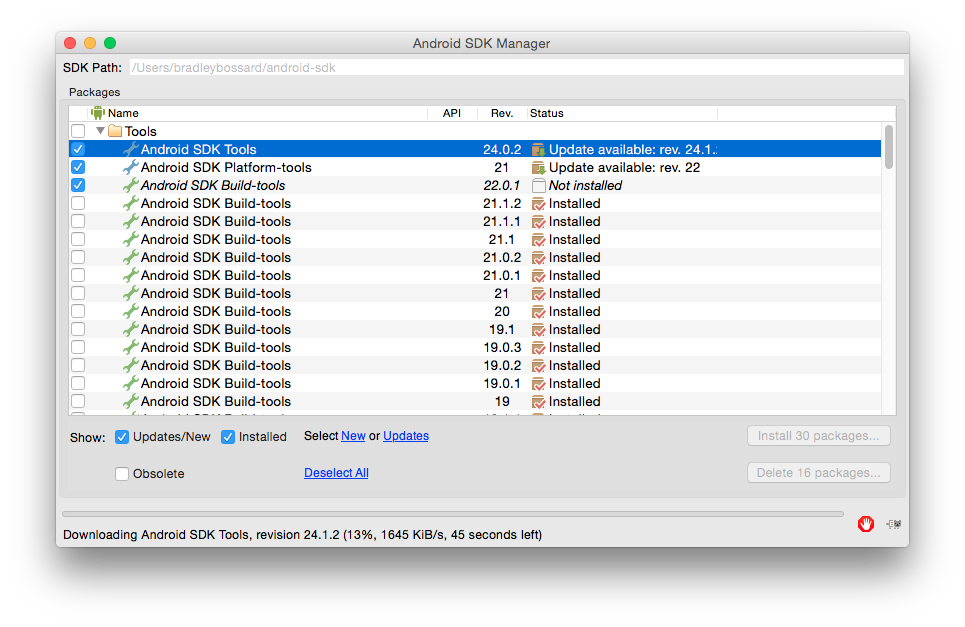 Android SDK Manager
SDK Path: /Users/bradleybossard/android-sdk
Packages
Name API Rev. Status
Tools
Android SDK Tools 24.0.2 Update available: rev. 24.1.
Android SDK Platform-tools 21 Update available: rev. 22
Android SDK Build-tools 22.0.1 Not installed
Android SDK Build-tools 21.1.2 Installed
Android SDK Build-tools 21.1.1 Installed
Android SDK Build-tools 21.1 Installed
Android SDK Build-tools 21.0.2 Installed
Android SDK Build-tools 21.0.1 Installed
Android SDK Build-tools 21 Installed
Android SDK Build-tools 20 Installed
Android SDK Build-tools 19.1 Installed
Android SDK Build-tools 19.0.3 Installed
Android SDK Build-tools 19.0.2 Installed
Android SDK Build-tools 19.0.1 Installed
Android SDK Build-tools 19 Installed
Show: Updates/New Installed Select New or Updates Install 30 packages...
Obsolete Deselect All Delete 16 packages...
Downloading Android SDK Tools, revision 24.1.2 (13%, 1645 KiB/s, 45 seconds left)